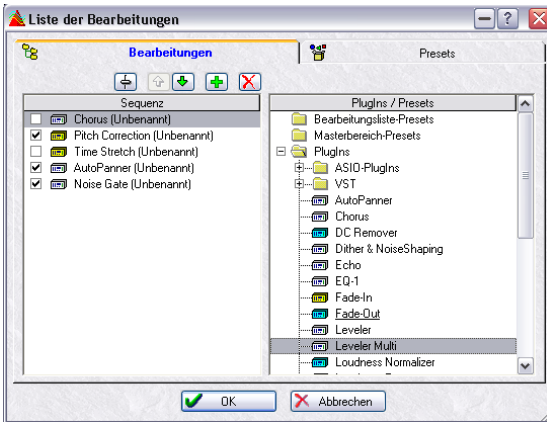 Liste der Bearbeitungen
Bearbeitungen
Presets
Sequenz
Chorus (Unbenannt)
Pitch Correction (Unbenannt)
Time Stretch (Unbenannt)
AutoPanner (Unbenannt)
Noise Gate (Unbenannt)
PlugIns / Presets
Bearbeitungsliste-Presets
Masterbereich-Presets
PlugIns
ASIO-PlugIns
VST
AutoPanner
Chorus
DC Remover
Dither & NoiseShaping
Echo
EQ-1
Fade-In
Fade-Out
Leveler
Leveler Multi
Loudness Normalizer
OK
Abbrechen